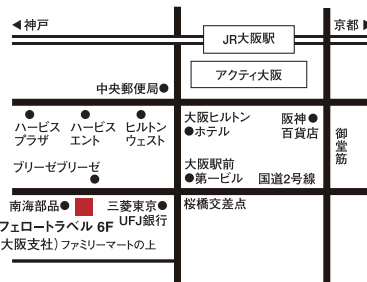 ◀神戸
京都▶
JR大阪駅
アクティ大阪
中央郵便局●
ハービス
プラザ
ハービス
エント
ヒルトン
ウェスト
大阪ヒルトン
●ホテル
阪神●
百貨店
御堂筋
ブリーゼブリーゼ
大阪駅前
●第一ビル
国道2号線
南海部品●
三菱東京●
UFJ銀行
桜橋交差点
フェロートラベル 6F
大阪支社）ファミリーマートの上